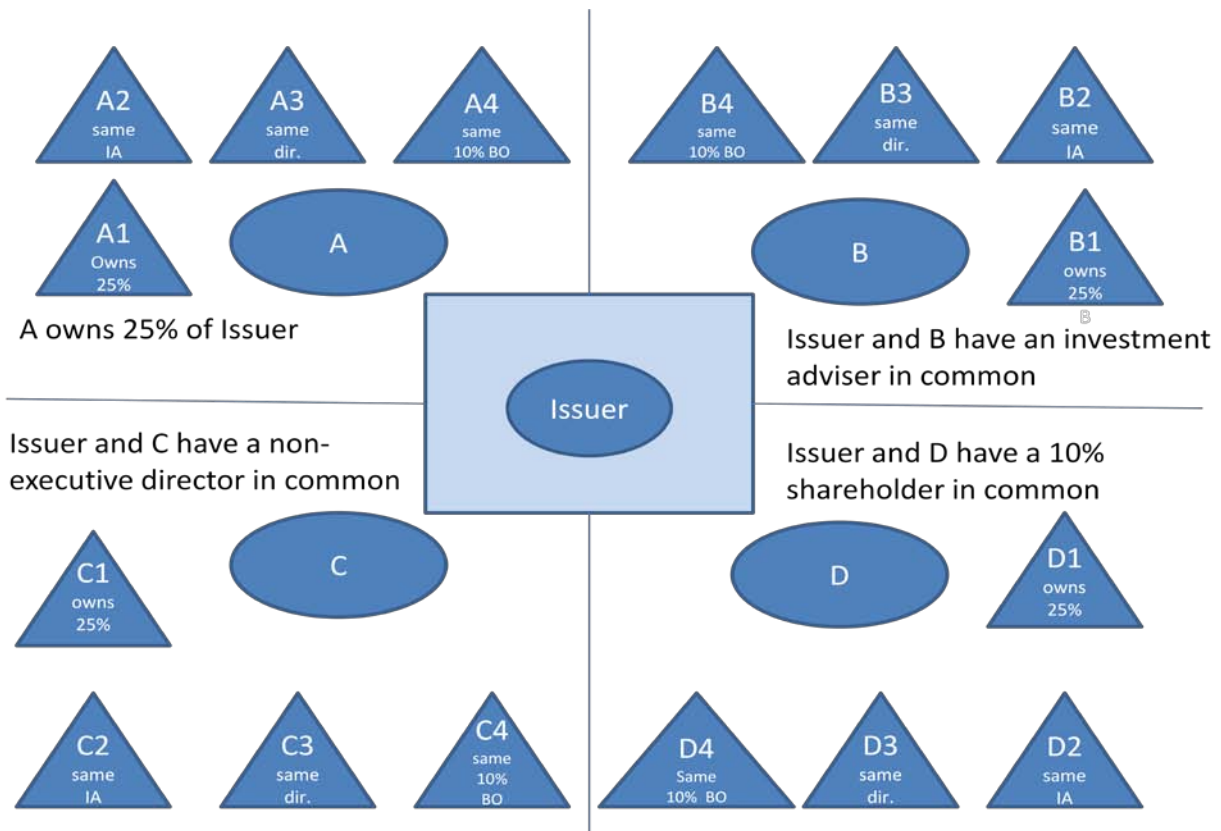 A2
same
IA
A3
same
dir.
A4
same
10% BO
A1
Owns
25%
A
A owns 25% of Issuer
B4
same
10% BO
B3
same
dir.
B2
same
IA
B
B1
owns
25%
B
Issuer and B have an investment
adviser in common
Issuer
Issuer and C have a non-
executive director in common
C1
owns
25%
C
C2
same
IA
C3
same
dir.
C4
same
10%
BO
Issuer and D have a 10%
shareholder in common
D
D1
owns
25%
D4
Same
10% BO
D3
same
dir.
D2
same
IA